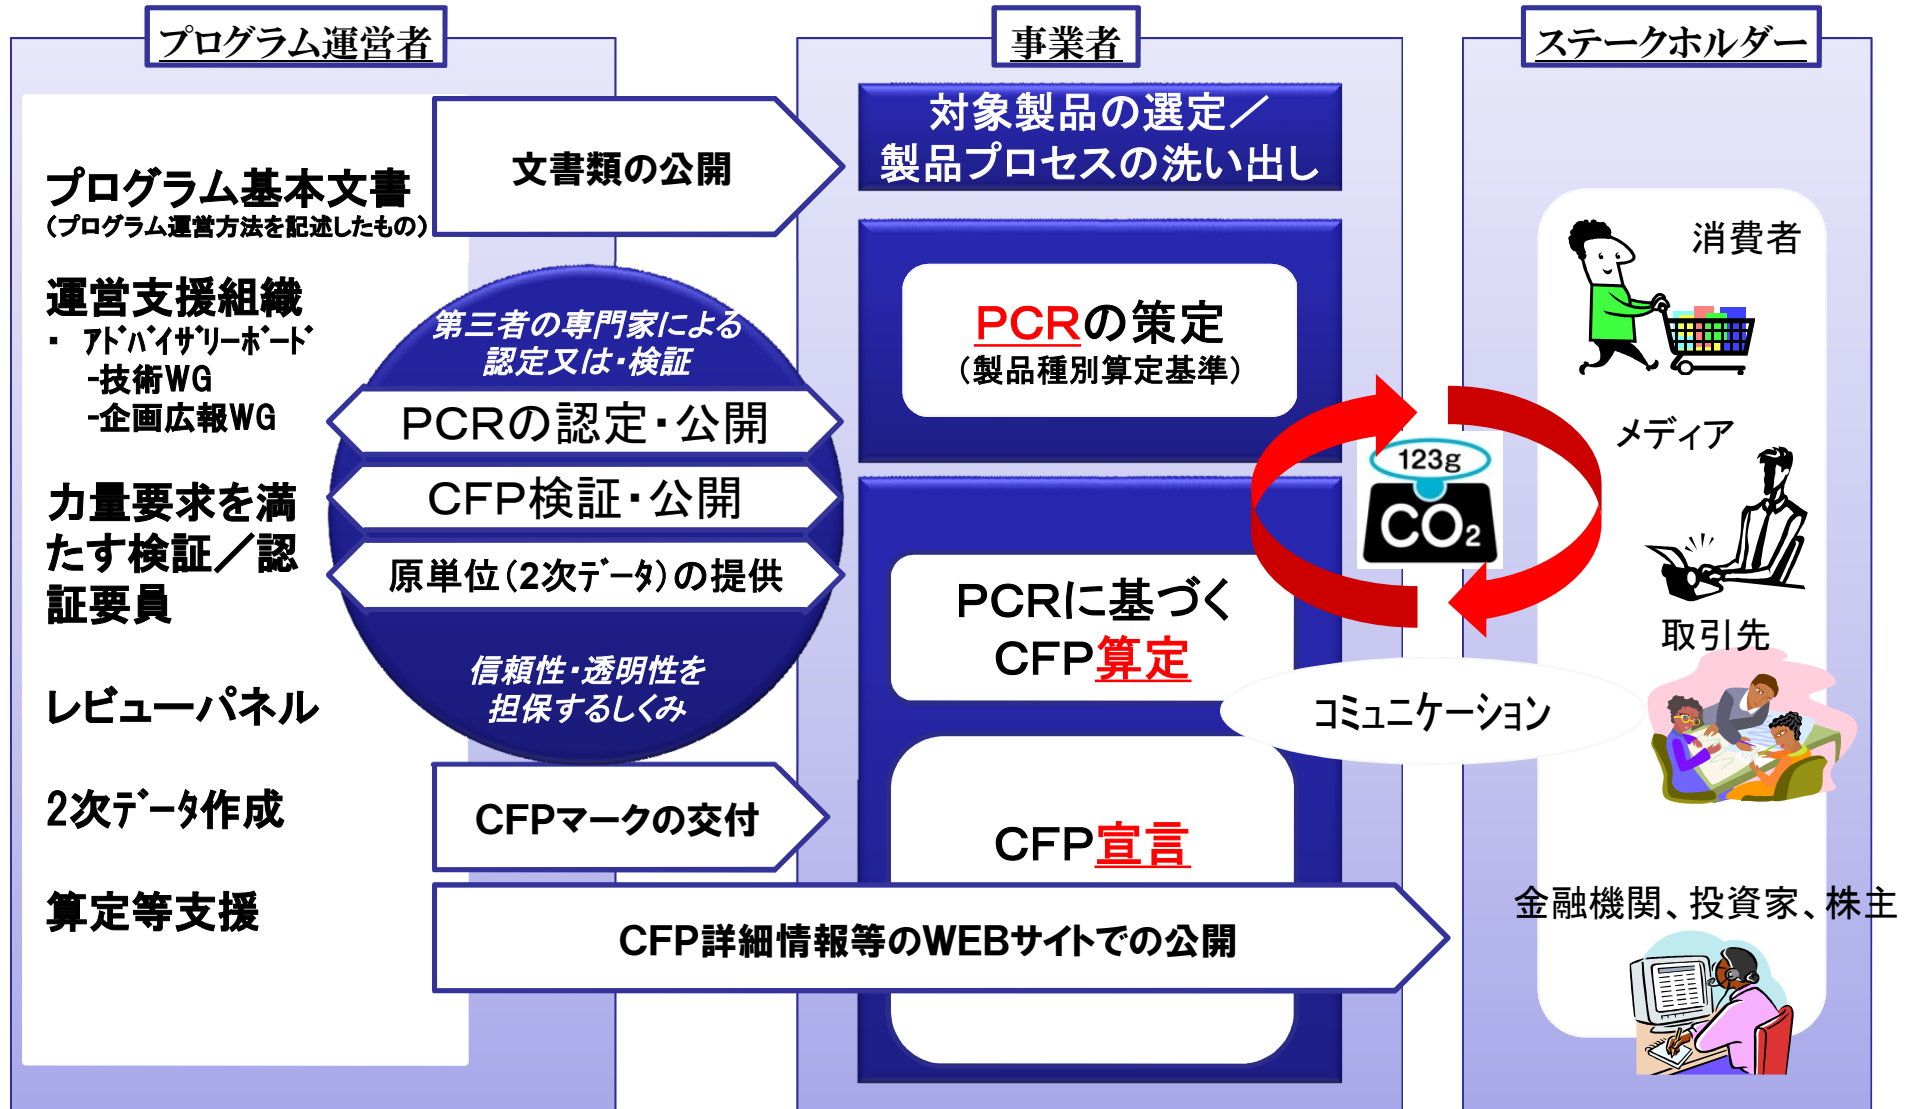 プログラム運営者
プログラム基本文書
（プログラム運営方法を記述したもの）
運営支援組織
▪ ｱﾄﾞﾊﾞｲｻﾞﾘｰﾎﾞｰﾄﾞ
-技術WG
-企画広報WG
力量要求を満
たす検証／認
証要員
レビューパネル
2次ﾃﾞｰﾀ作成
算定等支援
文書類の公開
第三者の専門家による
認定又は・検証
ＰＣＲの認定・公開
ＣＦＰ検証・公開
原単位（2次ﾃﾞｰﾀ）の提供
信頼性・透明性を
担保するしくみ
CFPマークの交付
CFP詳細情報等のWEBサイトでの公開
事業者
対象製品の選定／
製品プロセスの洗い出し
ＰＣＲの策定
（製品種別算定基準）
ＰＣＲに基づく
ＣＦＰ算定
ＣＦＰ宣言
123g
CO₂
コミュニケーション
ステークホルダー
消費者
メディア
取引先
金融機関、投資家、株主